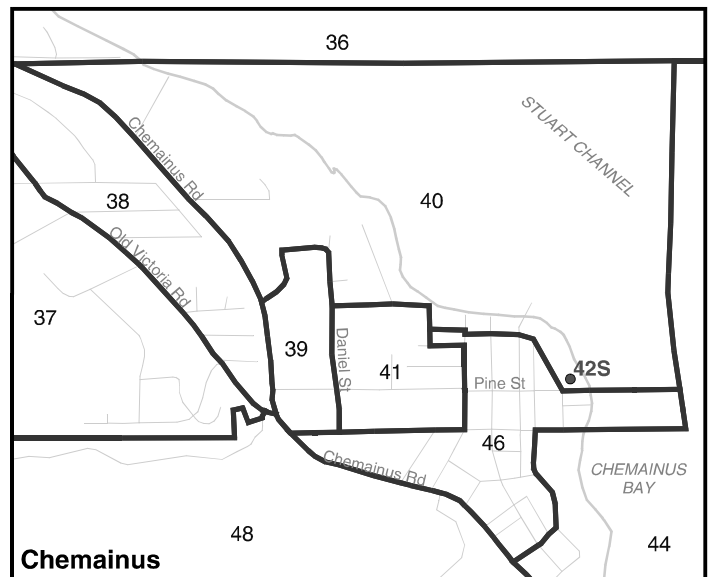 36
STUART CHANNEL
Chemainus Rd
38
40
Old Victoria Rd
37
39
Daniel St
41
42S
Pine St
46
Chemainus Rd
CHEMAINUS
BAY
48
44
Chemainus